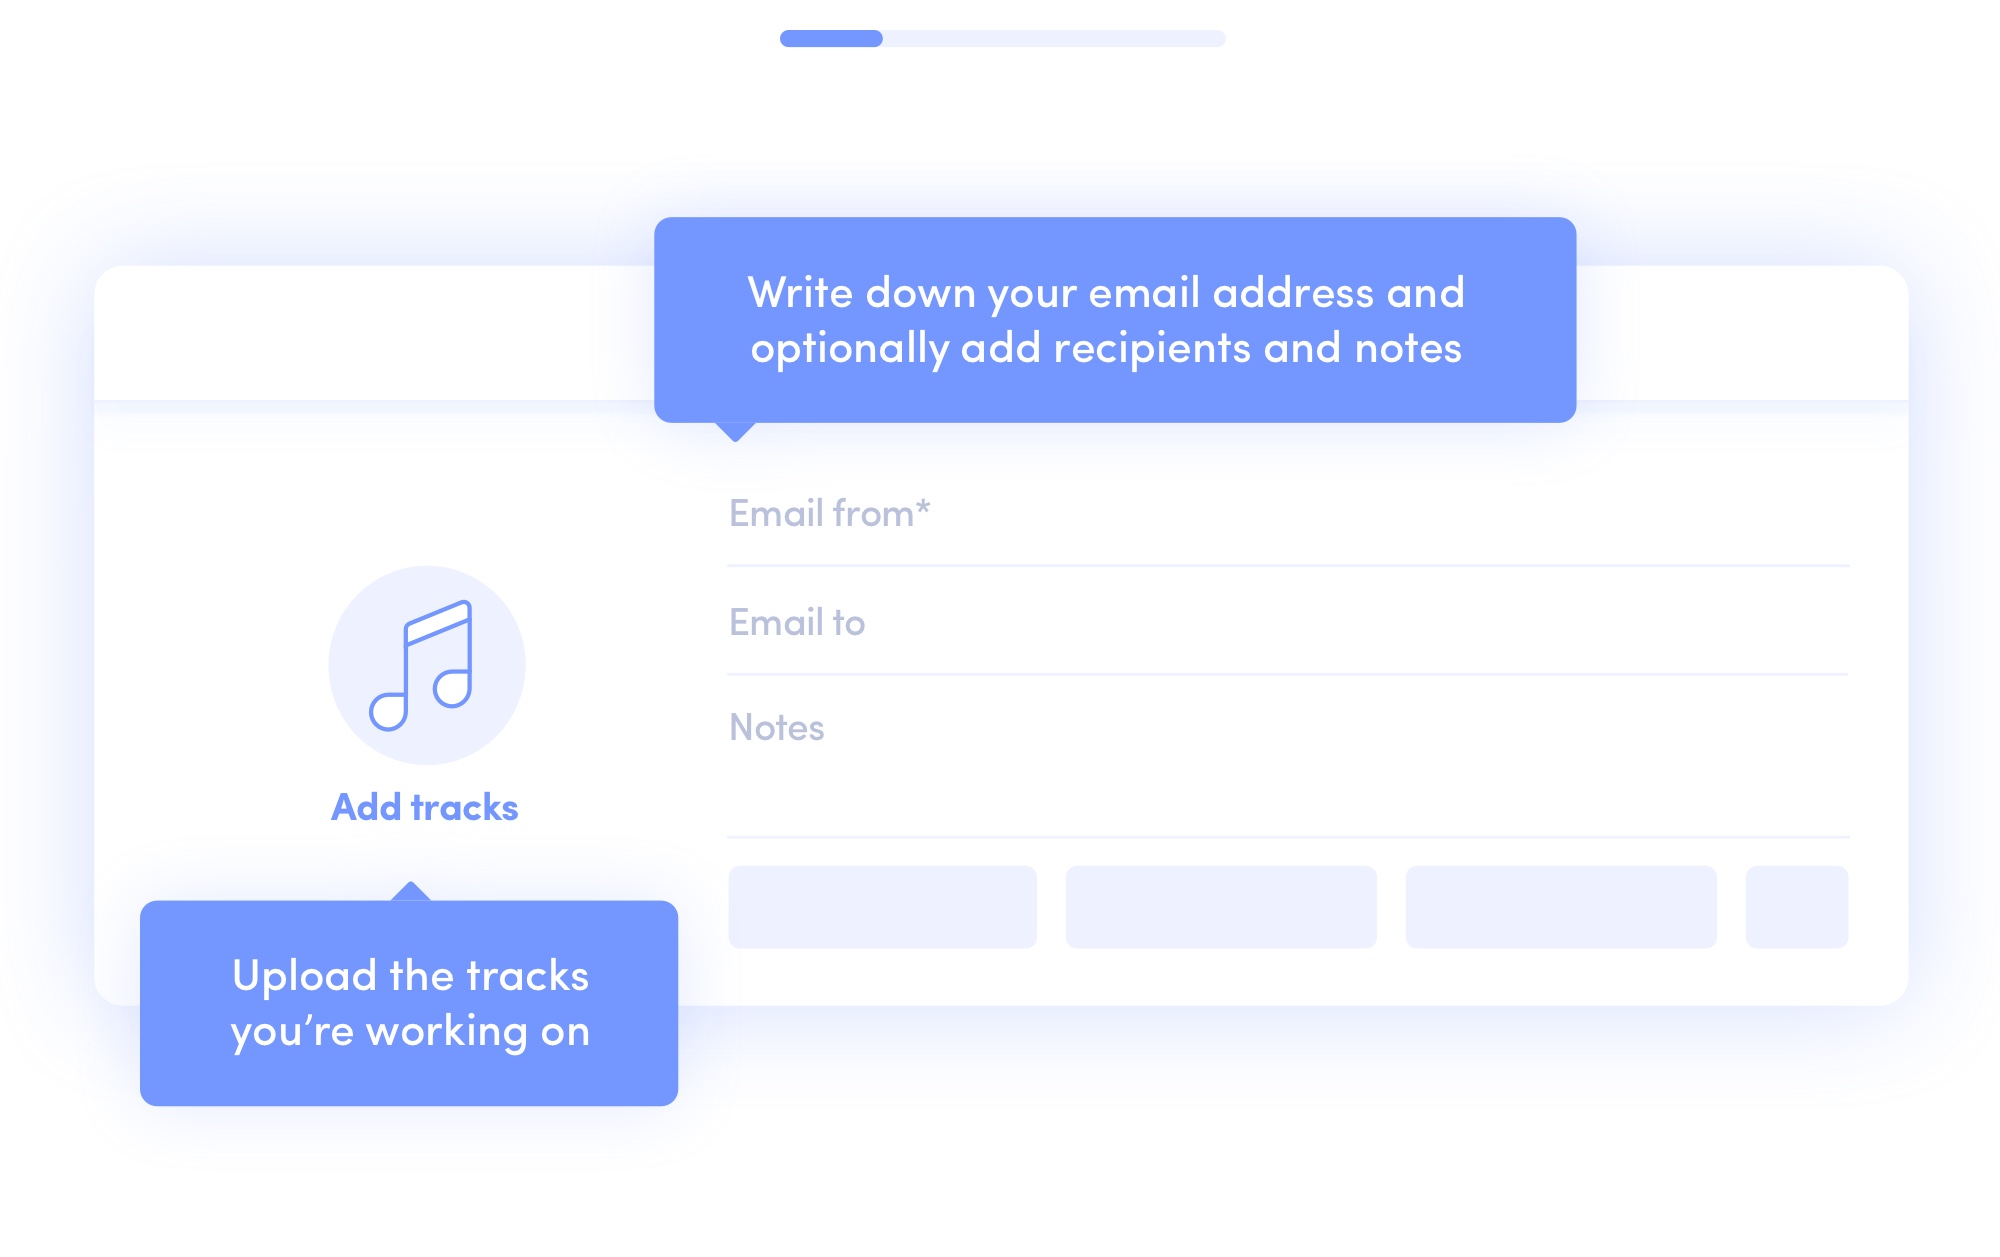 Write down your email address and
optionally add recipients and notes
Email from*
Email to
Notes
Add tracks
Upload the tracks
you’re working on